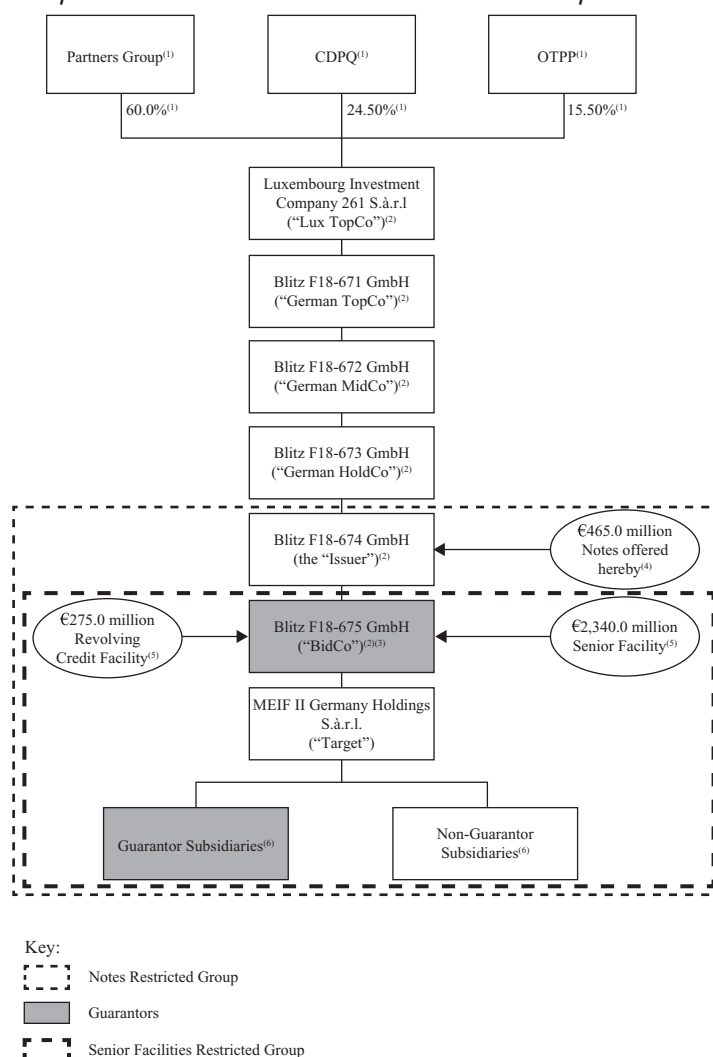 Partners Group(1)
CDPQ(1)
OTPP(1)
60.0%(1)
24.50%(1)
15.50%(1)
Luxembourg Investment
Company 261 S.à.r.l
(“Lux TopCo”)(2)
Blitz F18-671 GmbH
(“German TopCo”)(2)
Blitz F18-672 GmbH
(“German MidCo”)(2)
Blitz F18-673 GmbH
(“German HoldCo”)(2)
Blitz F18-674 GmbH
(the “Issuer”)(2)
€465.0 million
Notes offered
hereby(4)
€275.0 million
Revolving
Credit Facility(5)
Blitz F18-675 GmbH
(“BidCo”)(2)(3)
€2,340.0 million
Senior Facility(5)
MEIF II Germany Holdings
S.à.r.l.
(“Target”)
Guarantor Subsidiaries(6)
Non-Guarantor
Subsidiaries(6)
Key:
Notes Restricted Group
Guarantors
Senior Facilities Restricted Group